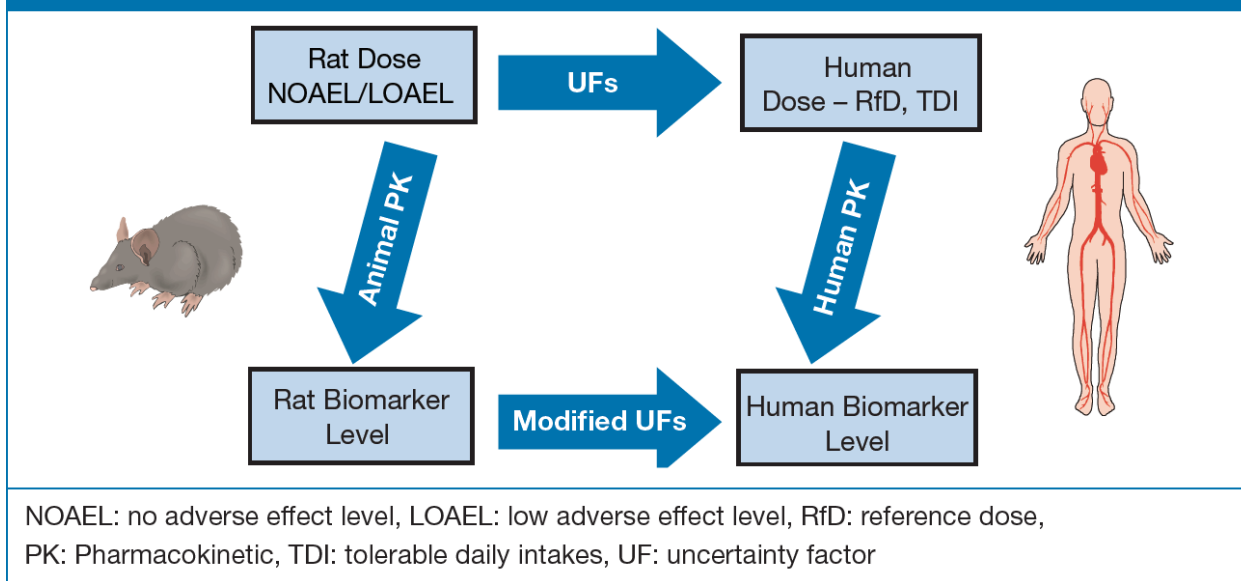 Rat Dose
NOAEL/LOAEL
UFs
Human
Dose – RfD, TDI
Animal PK
Human PK
Rat Biomarker
Level
Modified UFs
Human Biomarker
Level
NOAEL: no adverse effect level, LOAEL: low adverse effect level, RfD: reference dose,
PK: Pharmacokinetic, TDI: tolerable daily intakes, UF: uncertainty factor